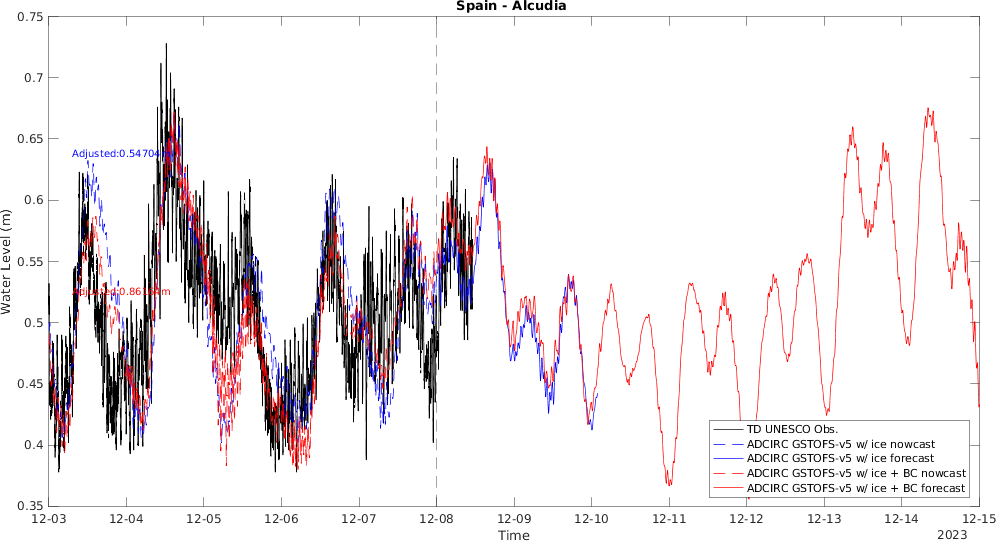 Spain - Alcudia
Water Level (m)
0.75
0.7
0.65
0.6
0.55
0.5
0.45
0.4
0.35
Adjusted:0.54704
TD UNESCO Obs.
ADCIRC GSTOFS-v5 w/ ice nowcast
ADCIRC GSTOFS-v5 w/ ice forecast
ADCIRC GSTOFS-v5 w/ ice + BC nowcast
ADCIRC GSTOFS-v5 w/ ice + BC forecast
12-03 12-04 12-05 12-06 12-07 12-08 12-09 12-10 12-11 12-12 12-13 12-14 12-15
Time
2023